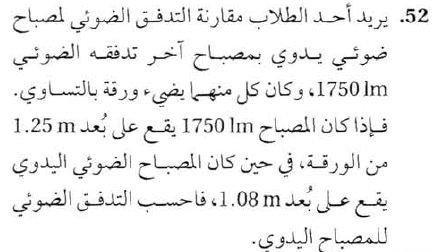 52. يريد أحد الطلاب مقارنة التدفق الضوئي لمصباح
ضوئي يدوي بمصباح آخر تدفقه الضوئي
1750 lm، وكان كل منهما يضيء ورقة بالتساوي.
فإذا كان المصباح 1750 lm يقع على بُعد 1.25 m
من الورقة، في حين كان المصباح الضوئي اليدوي
يقع على بُعد 1.08 m، فاحسب التدفق الضوئي
للمصباح اليدوي.